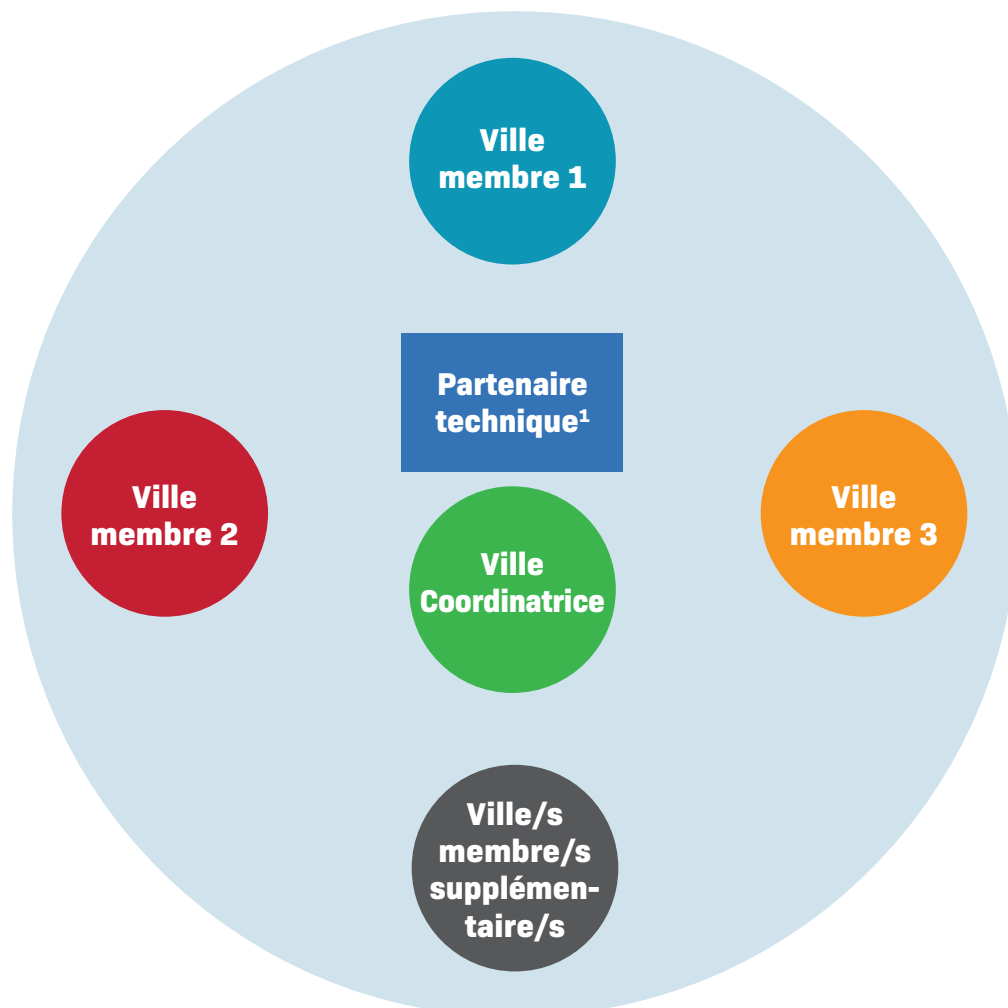 Ville
membre 1
Partenaire
technique¹
Ville
membre 2
Ville
Coordinatrice
Ville
membre 3
Ville/s
membre/s
supplémen-
taire/s